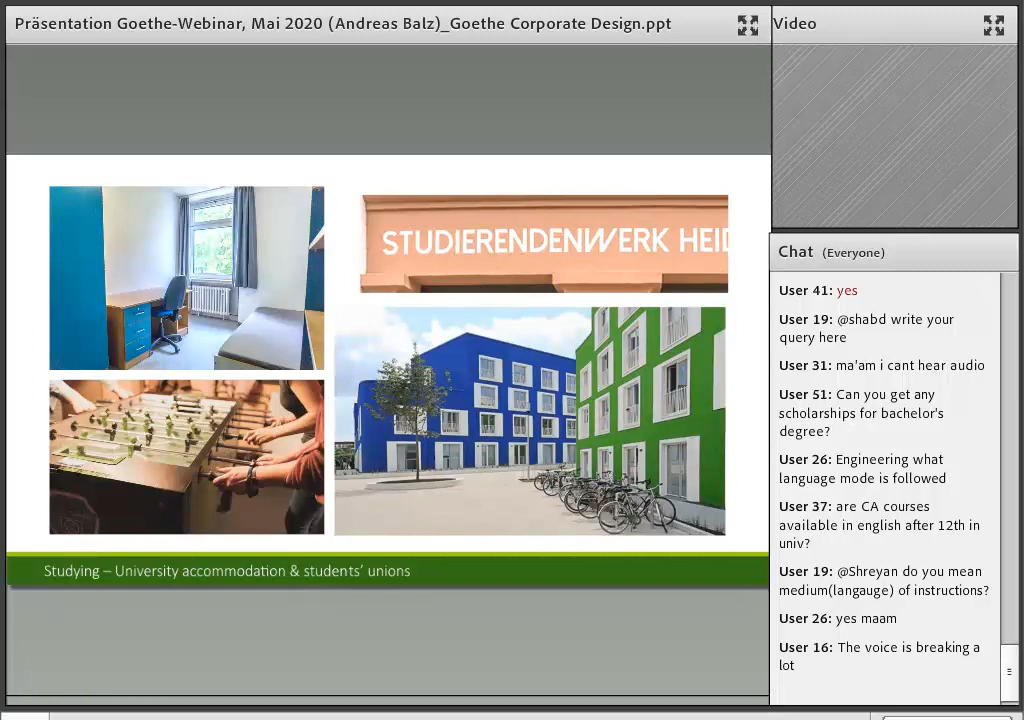 Präsentation Goethe-Webinar, Mai 2020 (Andreas Balz)_Goethe Corporate Design.ppt
Video
STUDIERENDENWERK HEID
Studying – University accommodation & students' unions
Chat (Everyone)
User 41: yes
User 19: @shabd write your
query here
User 31: ma'am i cant hear audio
User 51: Can you get any
scholarships for bachelor's
degree?
User 26: Engineering what
language mode is followed
User 37: are CA courses
available in english after 12th in
univ?
User 19: @Shreyan do you mean
medium(langauge) of instructions?
User 26: yes maam
User 16: The voice is breaking a
lot